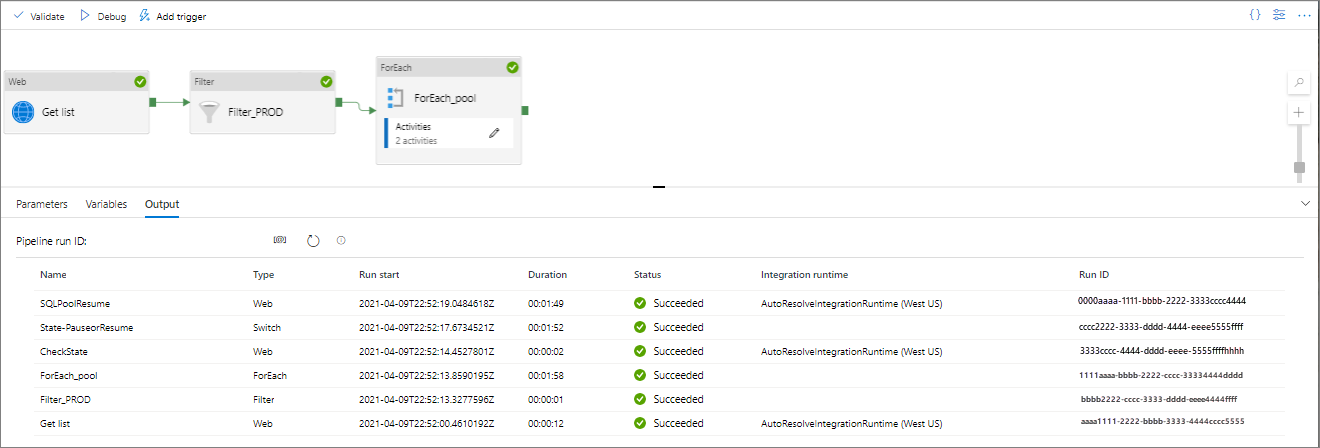 Validate Debug Add trigger
Web Filter ForEach
Get list Filter_PROD ForEach_pool
Activities
2 activities
Parameters Variables Output
Pipeline run ID:
Name Type Run start Duration Status Integration runtime Run ID
SQLPoolResume Web 2021-04-09T22:52:19.0484618Z 00:01:49 Succeeded AutoResolveIntegrationRuntime (West US) 0000aaaa-1111-bbbb-2222-3333cccc4444
State-PauseorResume Switch 2021-04-09T22:52:17.6734521Z 00:01:52 Succeeded cccc2222-3333-dddd-4444-eeee5555ffff
CheckState Web 2021-04-09T22:52:14.4527801Z 00:00:02 Succeeded AutoResolveIntegrationRuntime (West US) 3333cccc-4444-dddd-eeee-5555ffffhhhh
ForEach_pool ForEach 2021-04-09T22:52:13.8590195Z 00:01:58 Succeeded 1111aaaa-bbbb-2222-cccc-33334444dddd
Filter_PROD Filter 2021-04-09T22:52:13.3277596Z 00:00:01 Succeeded bbbb2222-cccc-3333-dddd-eeee4444ffff
Get list Web 2021-04-09T22:52:00.4610192Z 00:00:12 Succeeded AutoResolveIntegrationRuntime (West US) aaaa1111-2222-bbbb-3333-4444cccc5555